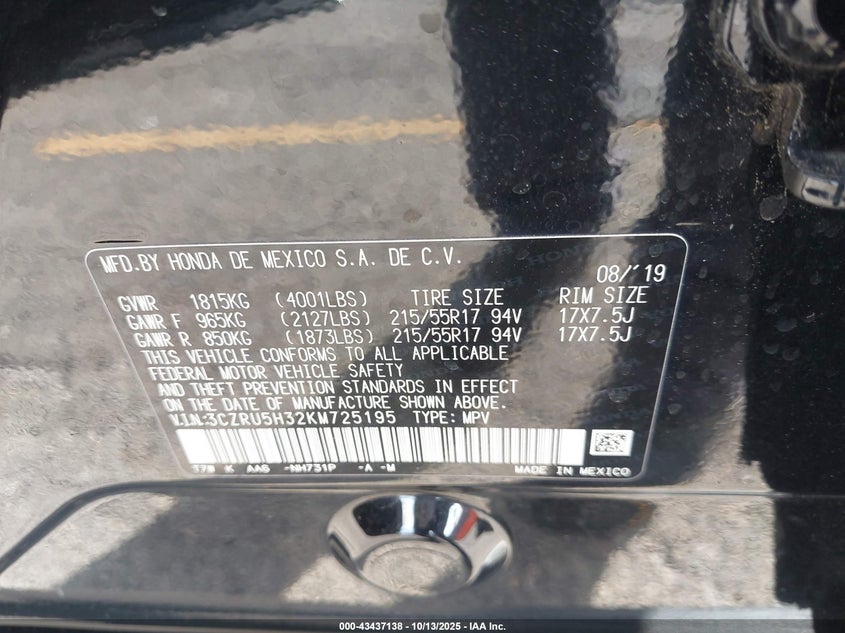 MFD.BY HONDA DE MEXICO S.A. DE C.V.
08/'19
GVWR 1815KG (4001LBS) TIRE SIZE RIM SIZE
GAWR F 965KG (2127LBS) 215/55R17 94V 17X7.5J
GAWR R 850KG (1873LBS) 215/55R17 94V 17X7.5J
THIS VEHICLE CONFORMS TO ALL APPLICABLE
FEDERAL MOTOR VEHICLE SAFETY
AND THEFT PREVENTION STANDARDS IN EFFECT
ON THE DATE OF MANUFACTURE SHOWN ABOVE.
V.I.N.:3CZRU5H32KM725195 TYPE: MPV
K AA6 -NH731P -A -M MADE IN MEXICO
000-43437138 - 10/13/2025 - IAA Inc.